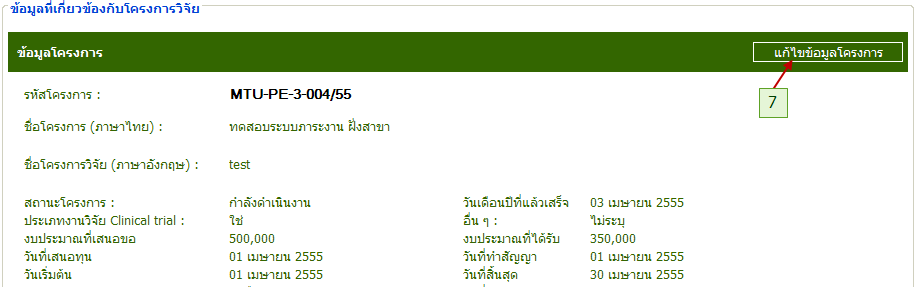 ข้อมูลที่เกี่ยวข้องกับโครงการวิจัย
ข้อมูลโครงการ แก้ไขข้อมูลโครงการ
7
รหัสโครงการ : MTU-PE-3-004/55
ชื่อโครงการ (ภาษาไทย) : ทดสอบระบบภาระงาน ฝั่งสาขา
ชื่อโครงการวิจัย (ภาษาอังกฤษ) : test
สถานะโครงการ : กำลังดำเนินงาน วันเดือนปีที่แล้วเสร็จ 03 เมษายน 2555
ประเภทงานวิจัย Clinical trial : ใช่ อื่น ๆ : ไม่ระบุ
งบประมาณที่เสนอขอ 500,000 งบประมาณที่ได้รับ 350,000
วันที่เสนอทุน 01 เมษายน 2555 วันที่ทำสัญญา 01 เมษายน 2555
วันเริ่มต้น 01 เมษายน 2555 วันที่สิ้นสุด 30 เมษายน 2555